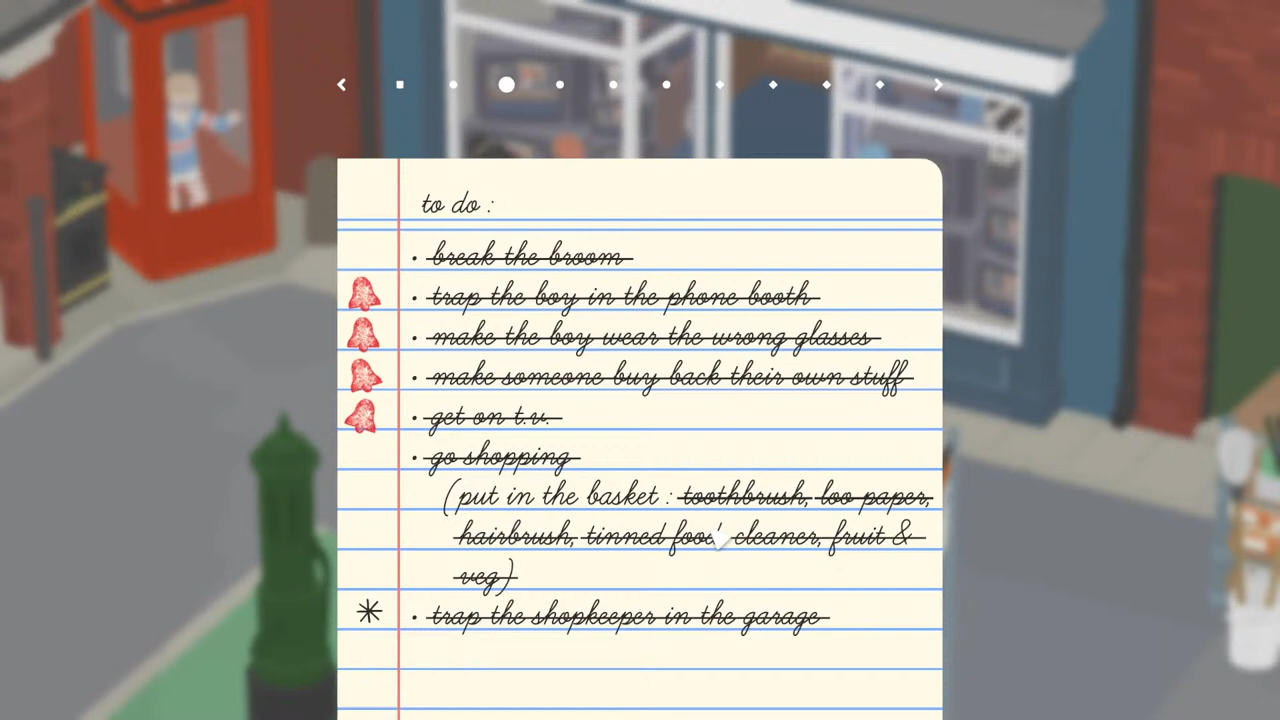 to do :
• break the broom
• trap the boy in the phone booth
• make the boy wear the wrong glasses
• make someone buy back their own stuff
• get on t.v.
• go shopping
(put in the basket : toothbrush, loo paper,
hairbrush, tinned food, cleaner, fruit &
veg)
• trap the shopkeeper in the garage